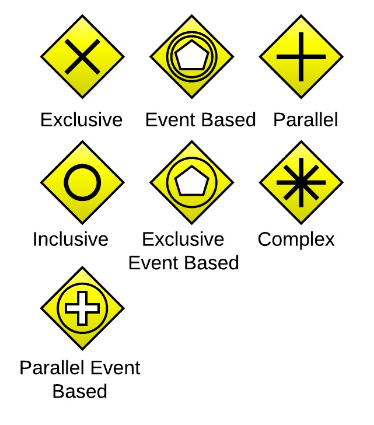 Exclusive
Event Based
Parallel
Inclusive
Exclusive
Event Based
Complex
Parallel Event
Based